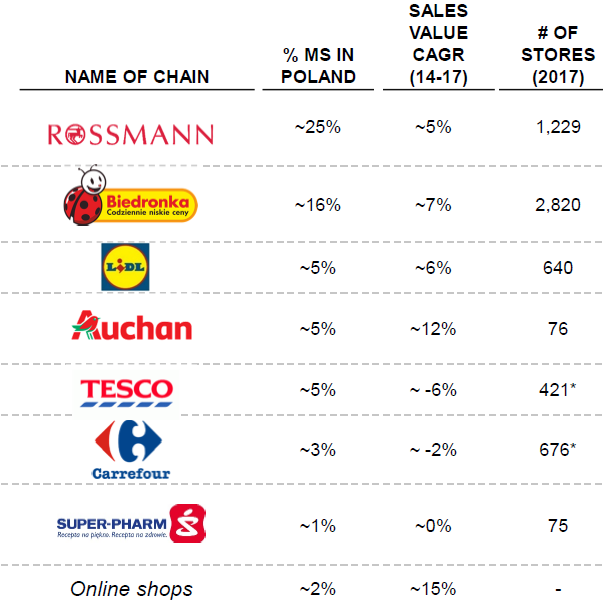 NAME OF CHAIN % MS IN POLAND SALES VALUE CAGR (14-17) # OF STORES (2017)
ROSSMANN ~25% ~5% 1,229
Biedronka Codziennie niskie ceny ~16% ~7% 2,820
LIDL ~5% ~6% 640
Auchan ~5% ~12% 76
TESCO ~5% ~ -6% 421*
Carrefour ~3% ~ -2% 676*
SUPER-PHARM Recepta na piękno. Recepta na zdrowie. ~1% ~0% 75
Online shops ~2% ~15% -